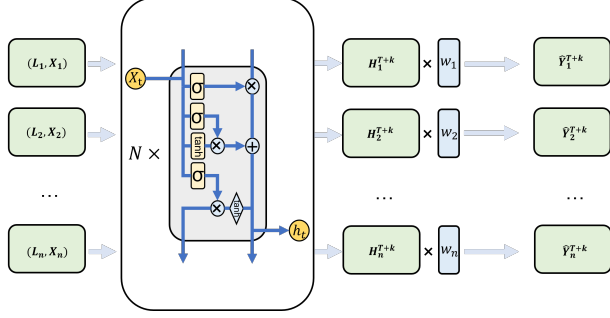 (L₁, X₁)
(L₂, X₂)
...
(Lₙ, Xₙ)
Xₜ
N ×
σ
σ
tanh
σ
×
×
+
×
tanh
hₜ
H₁ᵀ⁺ᵏ × w₁
H₂ᵀ⁺ᵏ × w₂
...
Hₙᵀ⁺ᵏ × wₙ
Ŷ₁ᵀ⁺ᵏ
Ŷ₂ᵀ⁺ᵏ
...
Ŷₙᵀ⁺ᵏ